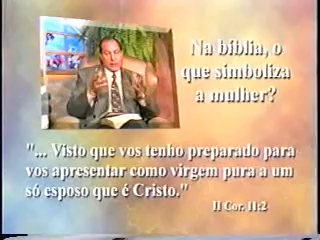 Na bíblia, o
que simboliza
a mulher?
"... Visto que vos tenho preparado para
vos apresentar como virgem pura a um
só esposo que é Cristo."
II Cor. 11:2